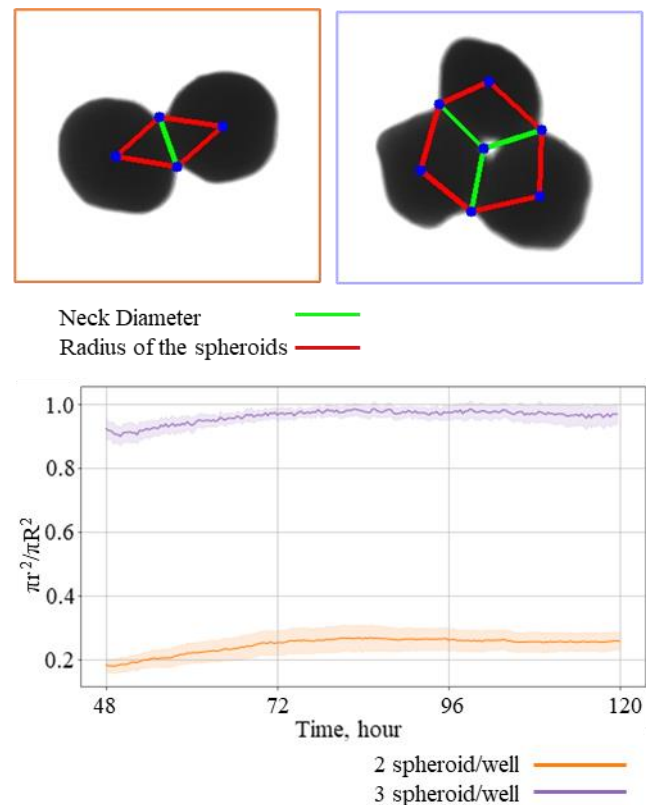 Neck Diameter
Radius of the spheroids
1.0
0.8
0.6
0.4
0.2
πr²/πR²
48 72 96 120
Time, hour
2 spheroid/well
3 spheroid/well